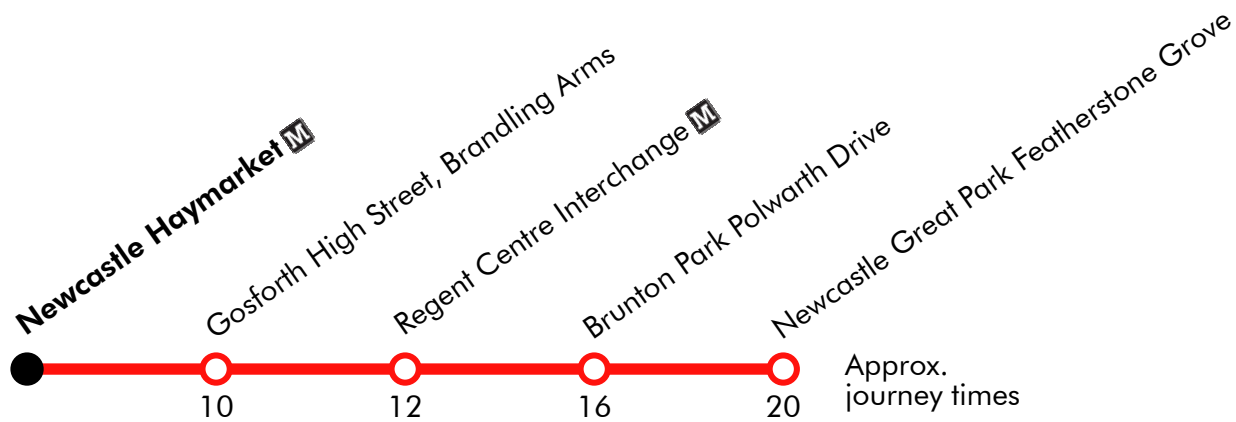 Newcastle Haymarket M
Gosforth High Street, Brandling Arms
Regent Centre Interchange M
Brunton Park Polwarth Drive
Newcastle Great Park Featherstone Grove
10
12
16
20
Approx.
journey times